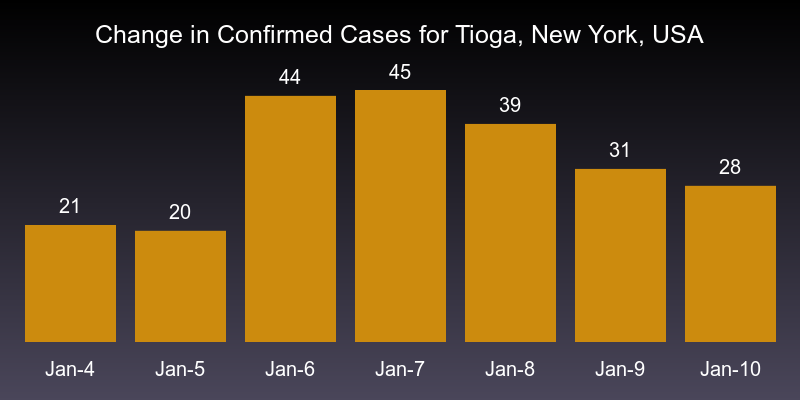 Change in Confirmed Cases for Tioga, New York, USA
21 20 44 45 39 31 28
Jan-4 Jan-5 Jan-6 Jan-7 Jan-8 Jan-9 Jan-10